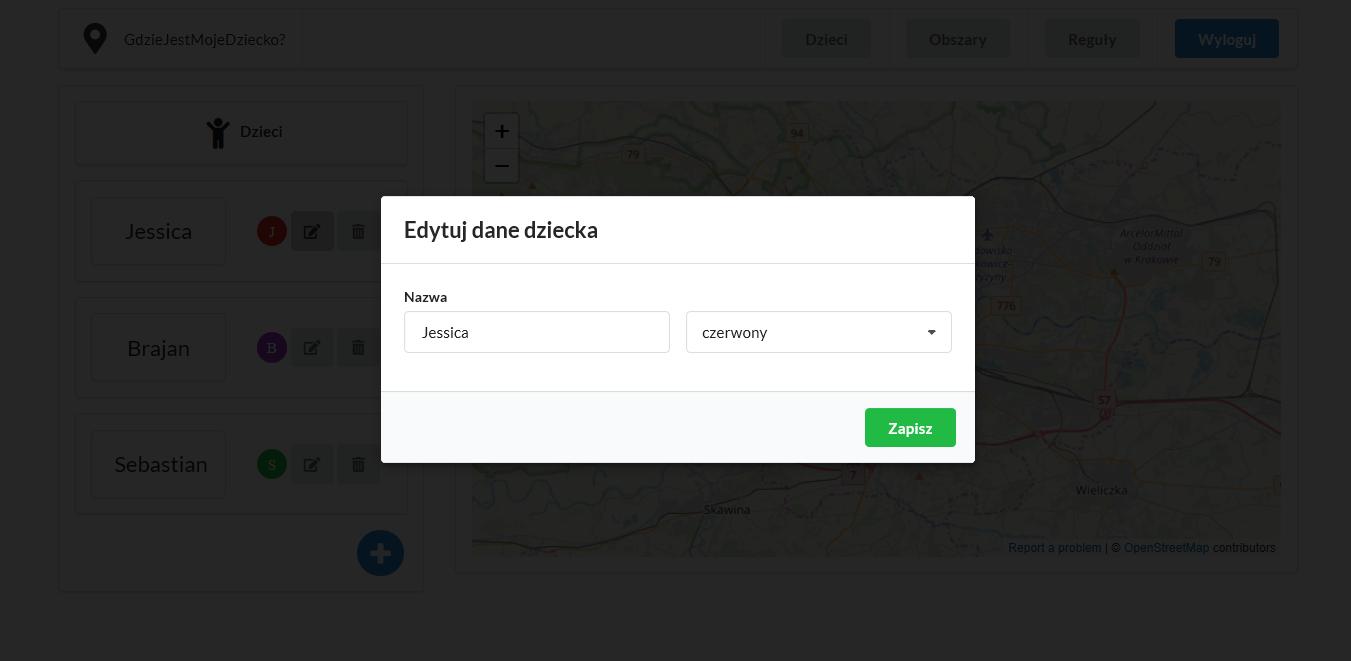 GdzieJestMojeDziecko?
Dzieci
Obszary
Reguły
Wyloguj
Dzieci
Jessica
J
Brajan
B
Sebastian
S
+
−
94
79
ArcelorMittal
Oddział
w Krakowie
79
776
S7
7
Wieliczka
Skawina
Report a problem | © OpenStreetMap contributors
Edytuj dane dziecka
Nazwa
Jessica
czerwony
Zapisz